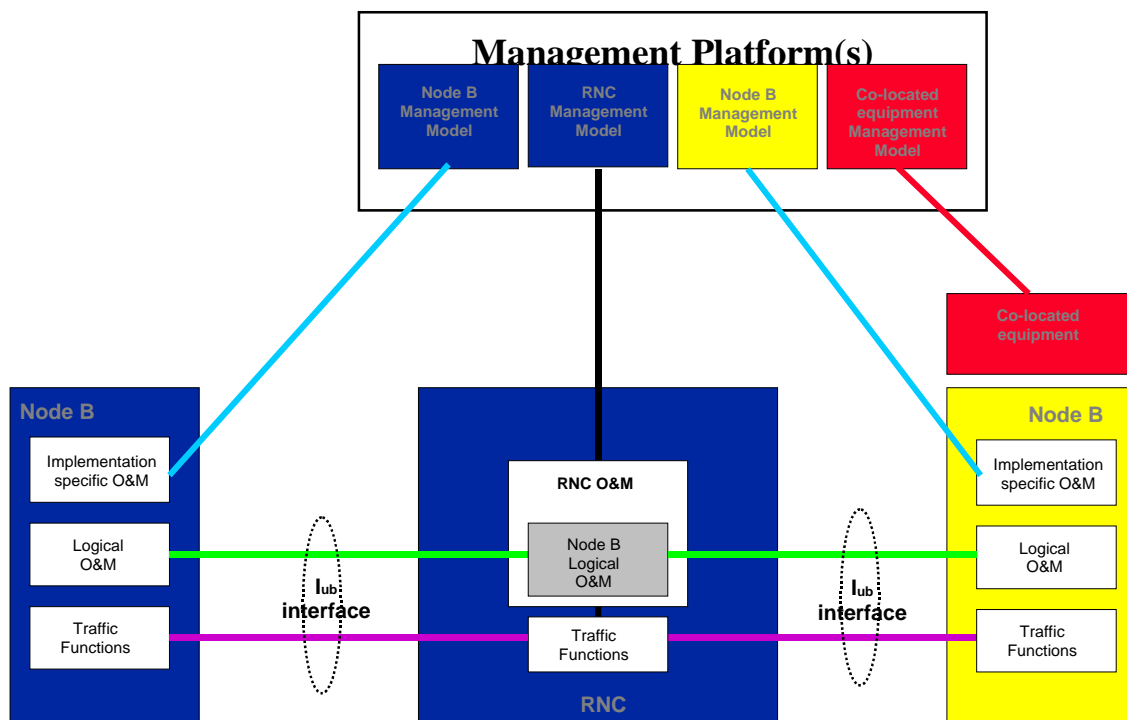 Management Platform(s)
Node B
Management
Model
RNC
Management
Model
Node B
Management
Model
Co-located
equipment
Management
Model
Co-located
equipment
Node B
Implementation
specific O&M
Logical
O&M
Traffic
Functions
Iub
interface
RNC O&M
Node B
Logical
O&M
Traffic
Functions
RNC
Iub
interface
Node B
Implementation
specific O&M
Logical
O&M
Traffic
Functions